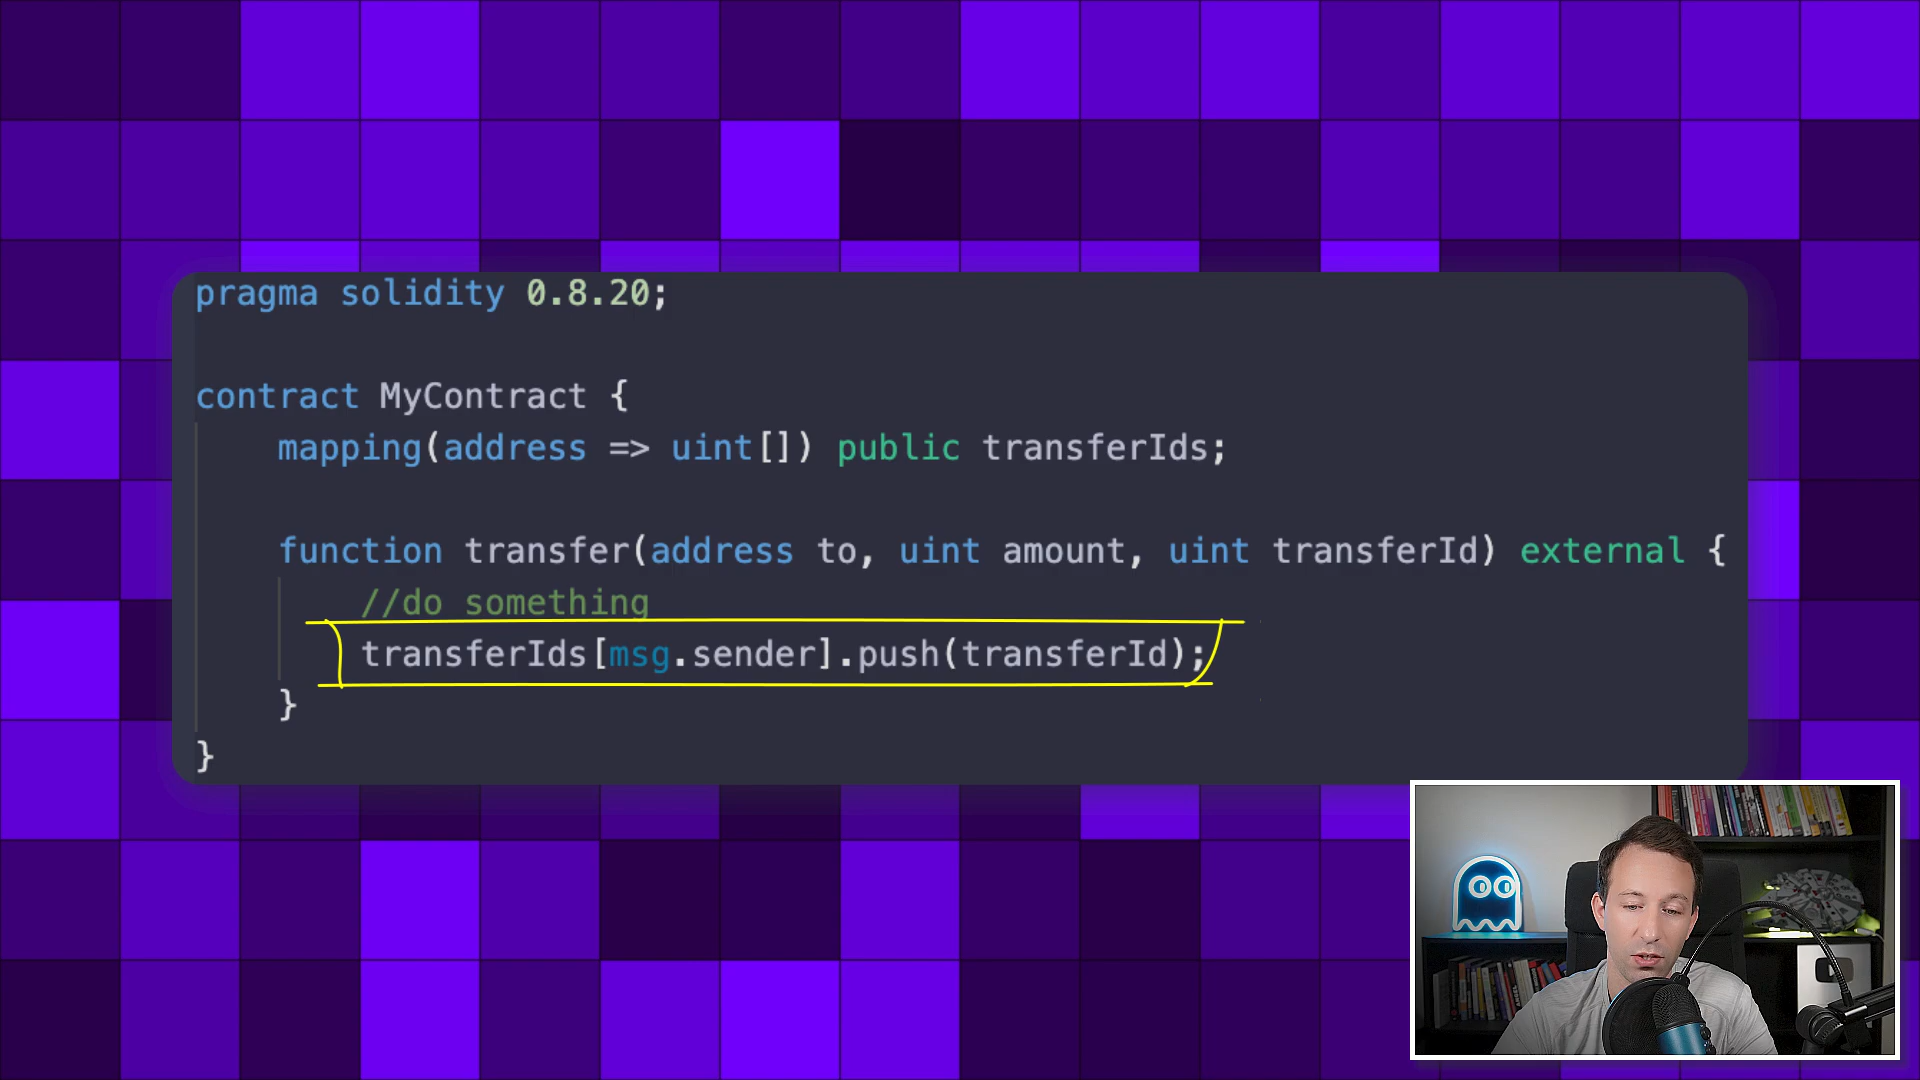 pragma solidity 0.8.20;
contract MyContract {
mapping(address => uint[]) public transferIds;
function transfer(address to, uint amount, uint transferId) external {
//do something
transferIds[msg.sender].push(transferId);
}
}